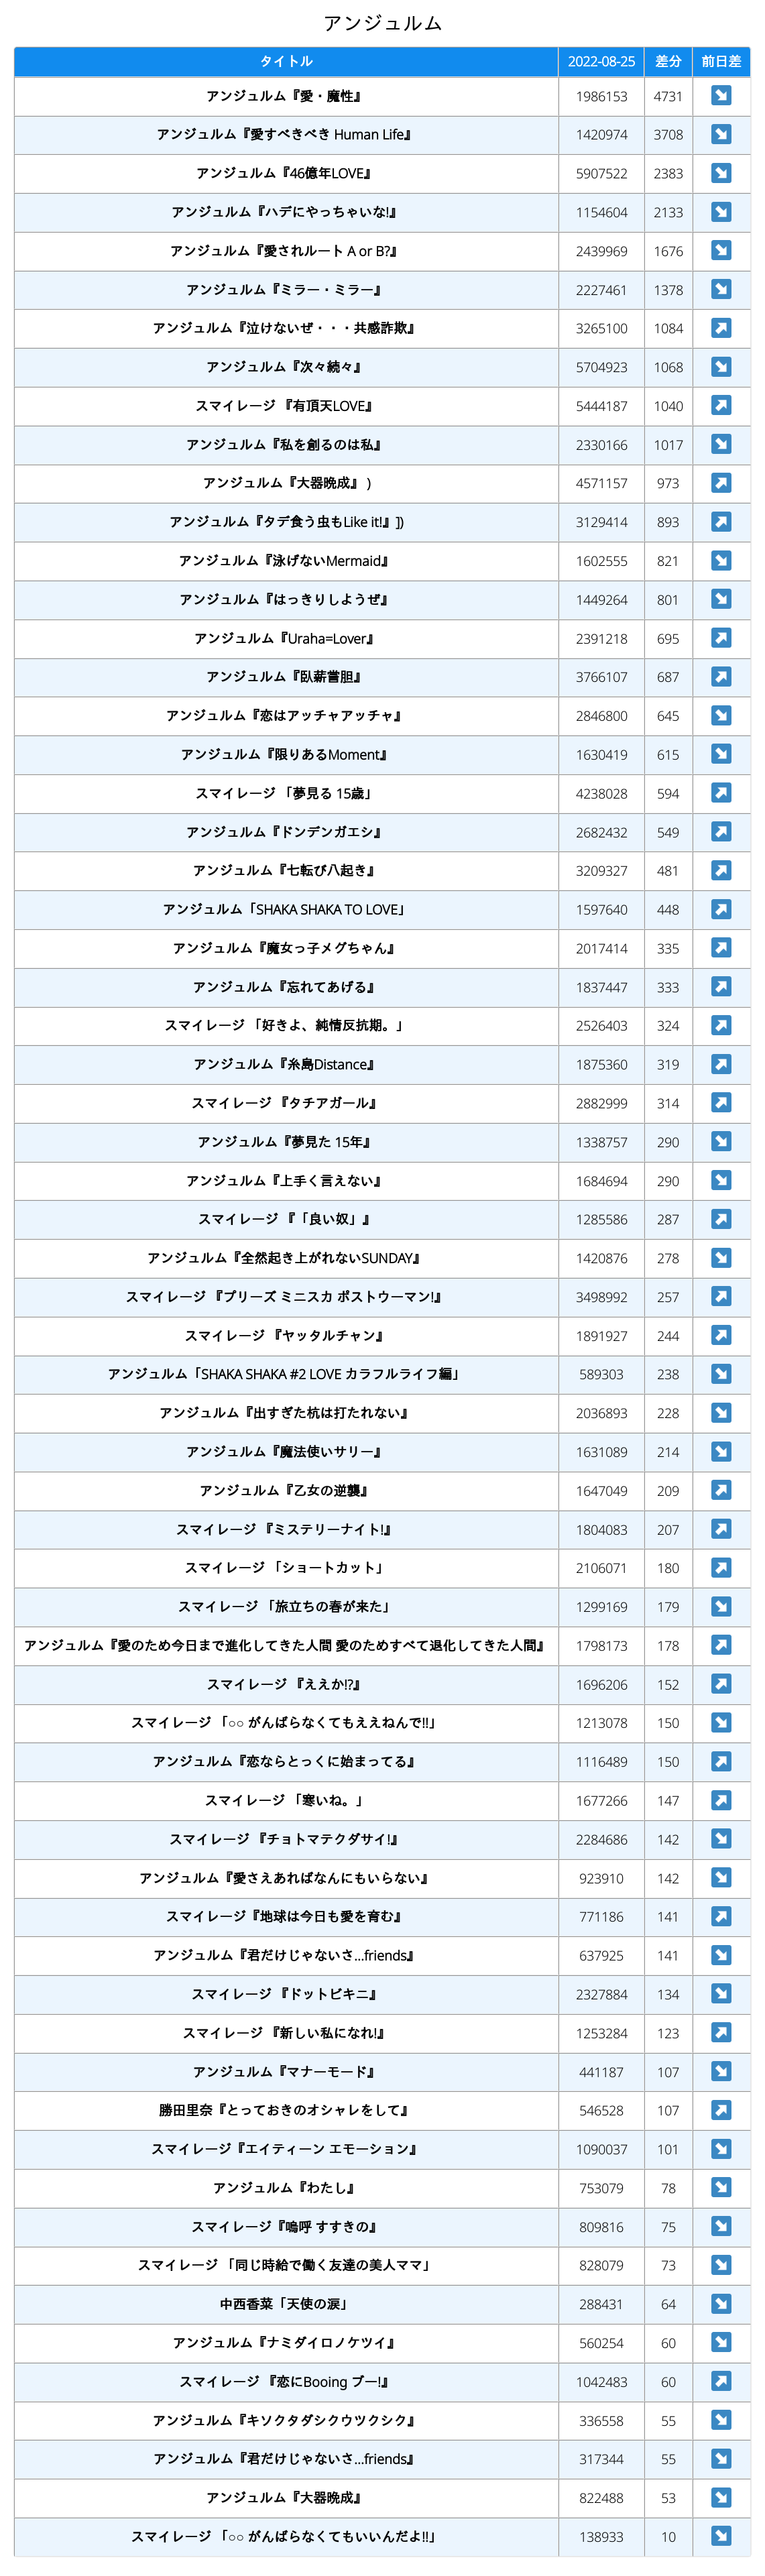 アンジュルム
タイトル 2022-08-25 差分 前日差
アンジュルム『愛・魔性』 1986153 4731 ↘
アンジュルム『愛すべきべき Human Life』 1420974 3708 ↘
アンジュルム『46億年LOVE』 5907522 2383 ↘
アンジュルム『ハデにやっちゃいな!』 1154604 2133 ↘
アンジュルム『愛されルート A or B?』 2439969 1676 ↘
アンジュルム『ミラー・ミラー』 2227461 1378 ↘
アンジュルム『泣けないぜ・・・共感詐欺』 3265100 1084 ↗
アンジュルム『次々続々』 5704923 1068 ↘
スマイレージ 『有頂天LOVE』 5444187 1040 ↗
アンジュルム『私を創るのは私』 2330166 1017 ↘
アンジュルム『大器晩成』 ) 4571157 973 ↗
アンジュルム『タデ食う虫もLike it!』]) 3129414 893 ↗
アンジュルム『泳げないMermaid』 1602555 821 ↘
アンジュルム『はっきりしようぜ』 1449264 801 ↘
アンジュルム『Uraha=Lover』 2391218 695 ↗
アンジュルム『臥薪嘗胆』 3766107 687 ↗
アンジュルム『恋はアッチャアッチャ』 2846800 645 ↘
アンジュルム『限りあるMoment』 1630419 615 ↘
スマイレージ 「夢見る 15歳」 4238028 594 ↗
アンジュルム『ドンデンガエシ』 2682432 549 ↗
アンジュルム『七転び八起き』 3209327 481 ↗
アンジュルム「SHAKA SHAKA TO LOVE」 1597640 448 ↗
アンジュルム『魔女っ子メグちゃん』 2017414 335 ↗
アンジュルム『忘れてあげる』 1837447 333 ↗
スマイレージ 「好きよ、純情反抗期。」 2526403 324 ↗
アンジュルム『糸島Distance』 1875360 319 ↗
スマイレージ 『タチアガール』 2882999 314 ↗
アンジュルム『夢見た 15年』 1338757 290 ↘
アンジュルム『上手く言えない』 1684694 290 ↘
スマイレージ 『「良い奴」』 1285586 287 ↗
アンジュルム『全然起き上がれないSUNDAY』 1420876 278 ↘
スマイレージ 『プリーズ ミニスカ ポストウーマン!』 3498992 257 ↗
スマイレージ 『ヤッタルチャン』 1891927 244 ↗
アンジュルム「SHAKA SHAKA #2 LOVE カラフルライフ編」 589303 238 ↘
アンジュルム『出すぎた杭は打たれない』 2036893 228 ↘
アンジュルム『魔法使いサリー』 1631089 214 ↘
アンジュルム『乙女の逆襲』 1647049 209 ↗
スマイレージ 『ミステリーナイト!』 1804083 207 ↗
スマイレージ 「ショートカット」 2106071 180 ↗
スマイレージ 「旅立ちの春が来た」 1299169 179 ↘
アンジュルム『愛のため今日まで進化してきた人間 愛のためすべて退化してきた人間』 1798173 178 ↗
スマイレージ 『ええか!?』 1696206 152 ↗
スマイレージ 「○○ がんばらなくてもええねんで!!」 1213078 150 ↘
アンジュルム『恋ならとっくに始まってる』 1116489 150 ↗
スマイレージ 「寒いね。」 1677266 147 ↗
スマイレージ 『チョトマテクダサイ!』 2284686 142 ↘
アンジュルム『愛さえあればなんにもいらない』 923910 142 ↘
スマイレージ『地球は今日も愛を育む』 771186 141 ↗
アンジュルム『君だけじゃないさ...friends』 637925 141 ↘
スマイレージ 『ドットビキニ』 2327884 134 ↘
スマイレージ 『新しい私になれ!』 1253284 123 ↗
アンジュルム『マナーモード』 441187 107 ↘
勝田里奈『とっておきのオシャレをして』 546528 107 ↗
スマイレージ『エイティーン エモーション』 1090037 101 ↘
アンジュルム『わたし』 753079 78 ↘
スマイレージ『嗚呼 すすきの』 809816 75 ↘
スマイレージ 「同じ時給で働く友達の美人ママ」 828079 73 ↘
中西香菜「天使の涙」 288431 64 ↘
アンジュルム『ナミダイロノケツイ』 560254 60 ↘
スマイレージ 『恋にBooing ブー!』 1042483 60 ↗
アンジュルム『キソクタダシクウツクシク』 336558 55 ↘
アンジュルム『君だけじゃないさ...friends』 317344 55 ↘
アンジュルム『大器晩成』 822488 53 ↘
スマイレージ 「○○ がんばらなくてもいいんだよ!!」 138933 10 ↘